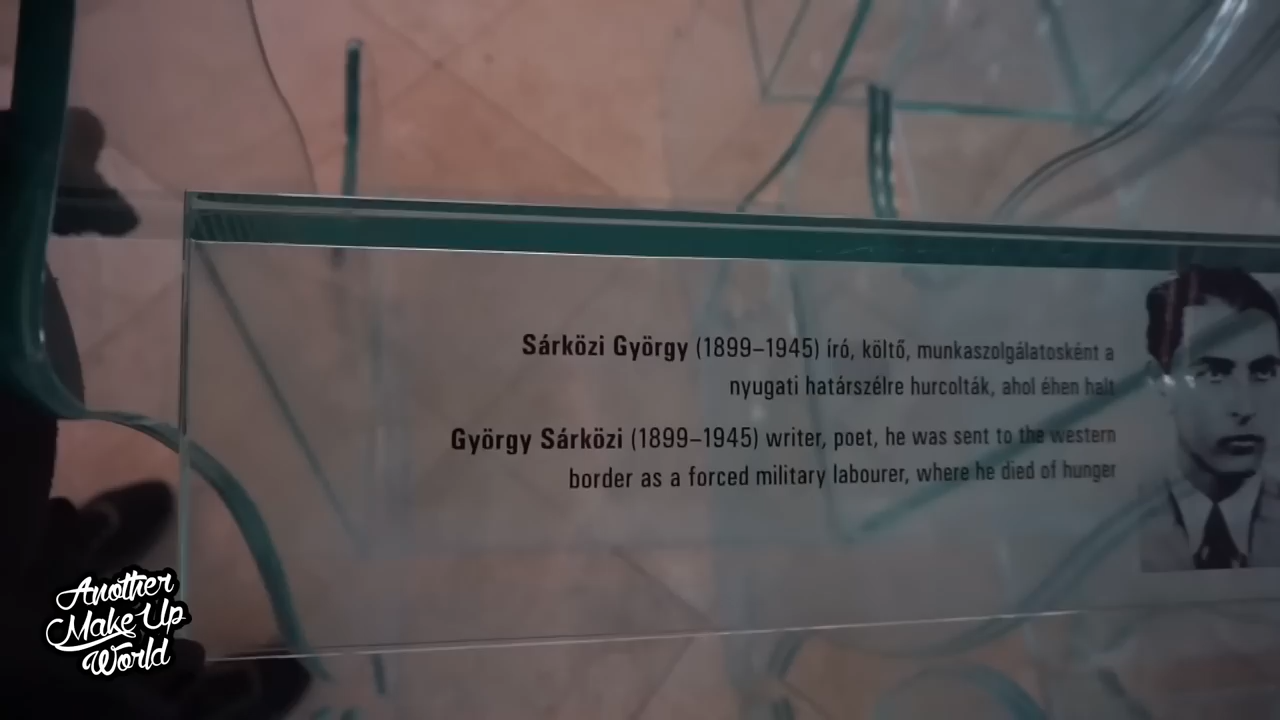 Sárközi György (1899–1945) író, költő, munkaszolgálatosként a
nyugati határszélre hurcolták, ahol éhen halt
György Sárközi (1899–1945) writer, poet, he was sent to the western
border as a forced military labourer, where he died of hunger
Another
Make Up
World